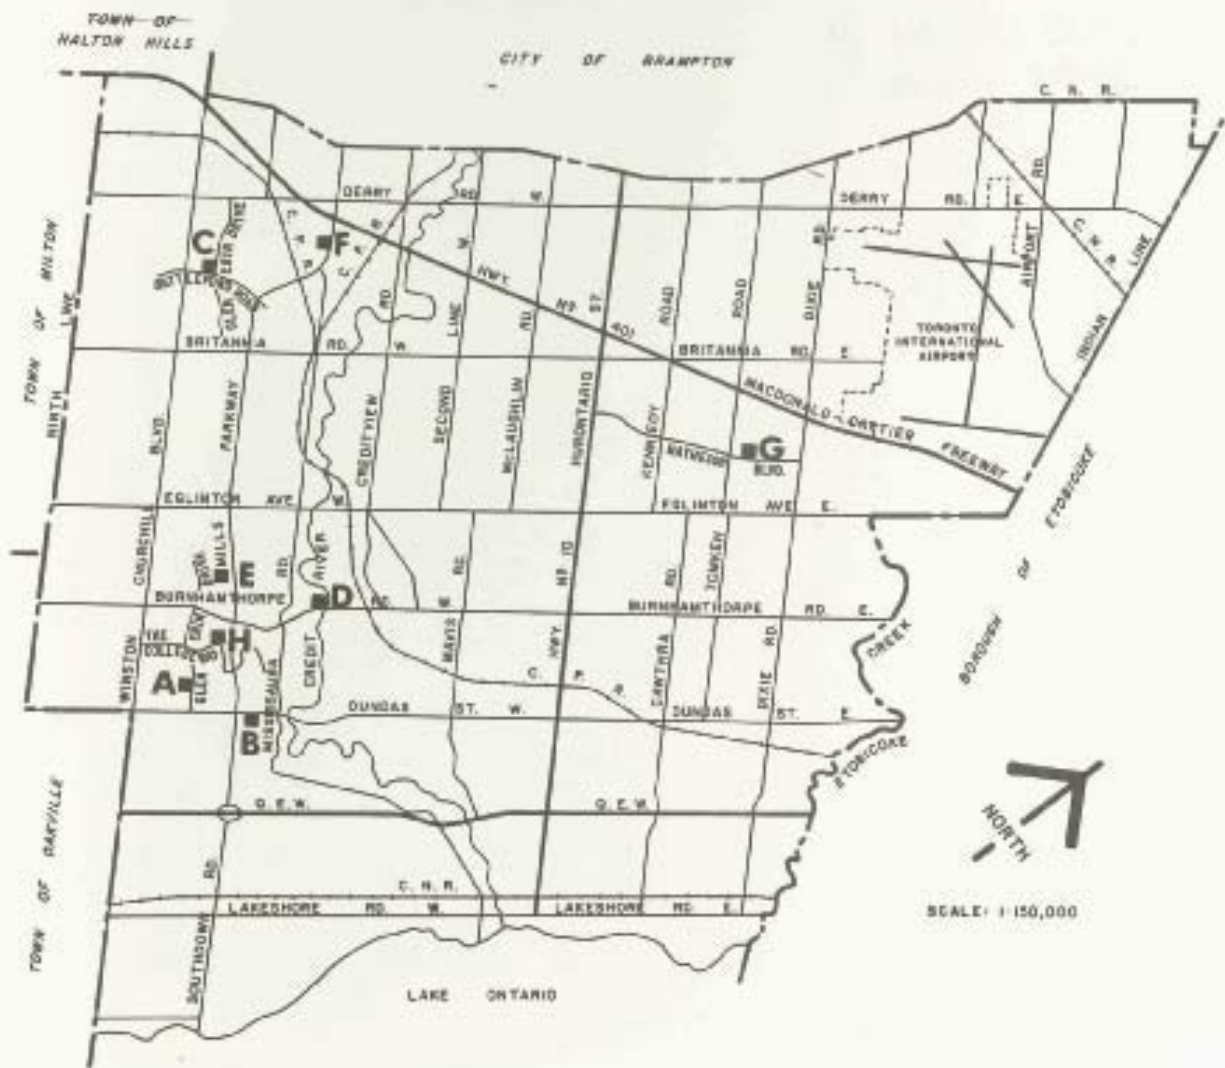 TOWN OF
HALTON HILLS
CITY OF BRAMPTON
C. N. R.
DERRY RD. W.
DERRY RD. E.
TOWN OF MILTON
NINTH LINE
C
F
C. N. R.
AIRPORT RD.
INDIAN LINE
HWY. NO. 401
TORONTO
INTERNATIONAL
AIRPORT
BRITANNIA RD. W.
BRITANNIA RD. E.
MACDONALD-CARTIER FREEWAY
WINSTON CHURCHILL BLVD.
PARKWAY
CREDITVIEW RD.
SECOND LINE W.
McLAUGHLIN RD.
HURONTARIO ST.
KENNEDY ROAD
ROAD
DIXIE RD.
MATHESON BLVD.
G
EGLINTON AVE. W.
EGLINTON AVE E.
BOROUGH OF ETOBICOKE
ERIN MILLS
E
D
BURNHAMTHORPE RD. W.
BURNHAMTHORPE RD. E.
H
A
GLEN ERIN
MISSISSAUGA RD.
CREDIT RIVER
MAVIS RD.
HWY NO. 10
CAWTHRA RD.
TOMKEN
DIXIE RD.
C. P. R.
B
DUNDAS ST. W.
DUNDAS ST. E
ETOBICOKE CREEK
TOWN OF OAKVILLE
Q. E. W.
Q. E. W.
NORTH
C. N. R.
LAKESHORE RD. W.
LAKESHORE RD E.
SCALE: 1:150,000
SOUTHDOWN RD.
LAKE ONTARIO